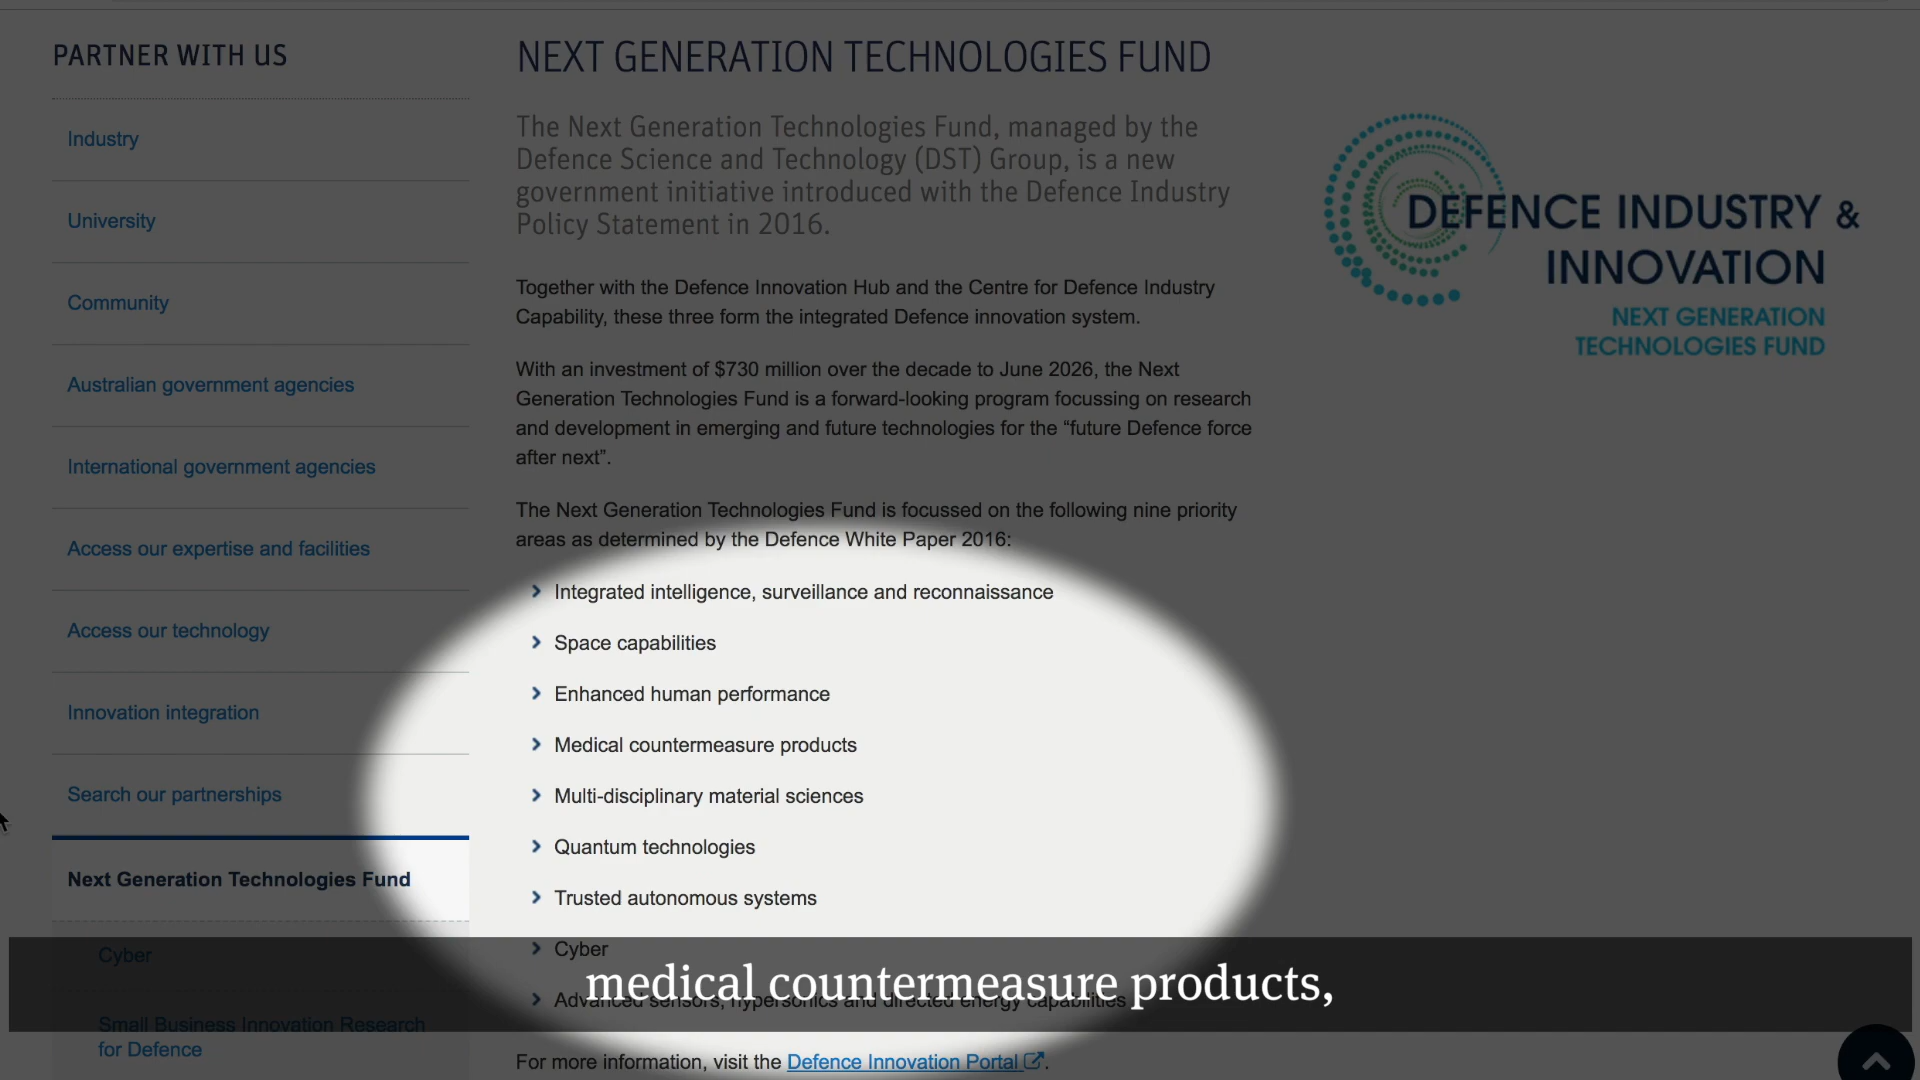 PARTNER WITH US
Industry
University
Community
Australian government agencies
International government agencies
Access our expertise and facilities
Access our technology
Innovation integration
Search our partnerships
Next Generation Technologies Fund
Cyber
Small Business Innovation Research
for Defence
NEXT GENERATION TECHNOLOGIES FUND
The Next Generation Technologies Fund, managed by the
Defence Science and Technology (DST) Group, is a new
government initiative introduced with the Defence Industry
Policy Statement in 2016.
Together with the Defence Innovation Hub and the Centre for Defence Industry
Capability, these three form the integrated Defence innovation system.
With an investment of $730 million over the decade to June 2026, the Next
Generation Technologies Fund is a forward-looking program focussing on research
and development in emerging and future technologies for the “future Defence force
after next”.
The Next Generation Technologies Fund is focussed on the following nine priority
areas as determined by the Defence White Paper 2016:
Integrated intelligence, surveillance and reconnaissance
Space capabilities
Enhanced human performance
Medical countermeasure products
Multi-disciplinary material sciences
Quantum technologies
Trusted autonomous systems
Cyber
Advanced sensors, hypersonics and directed energy capabilities
For more information, visit the Defence Innovation Portal.
DEFENCE INDUSTRY &
INNOVATION
NEXT GENERATION
TECHNOLOGIES FUND
medical countermeasure products,